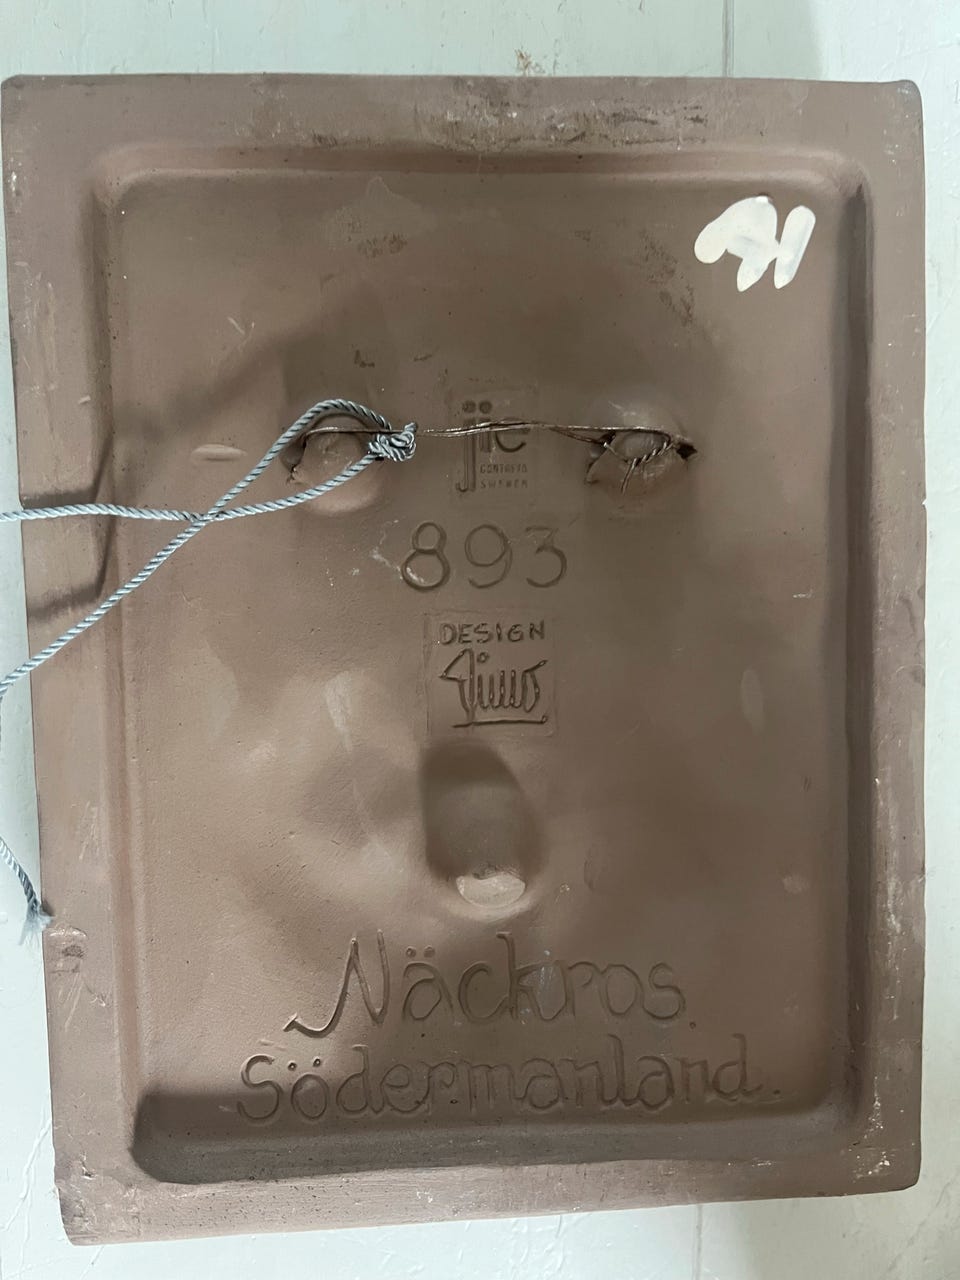 jie
GANTOFTA
SWEDEN
893
DESIGN
Näckros.
Södermanland.